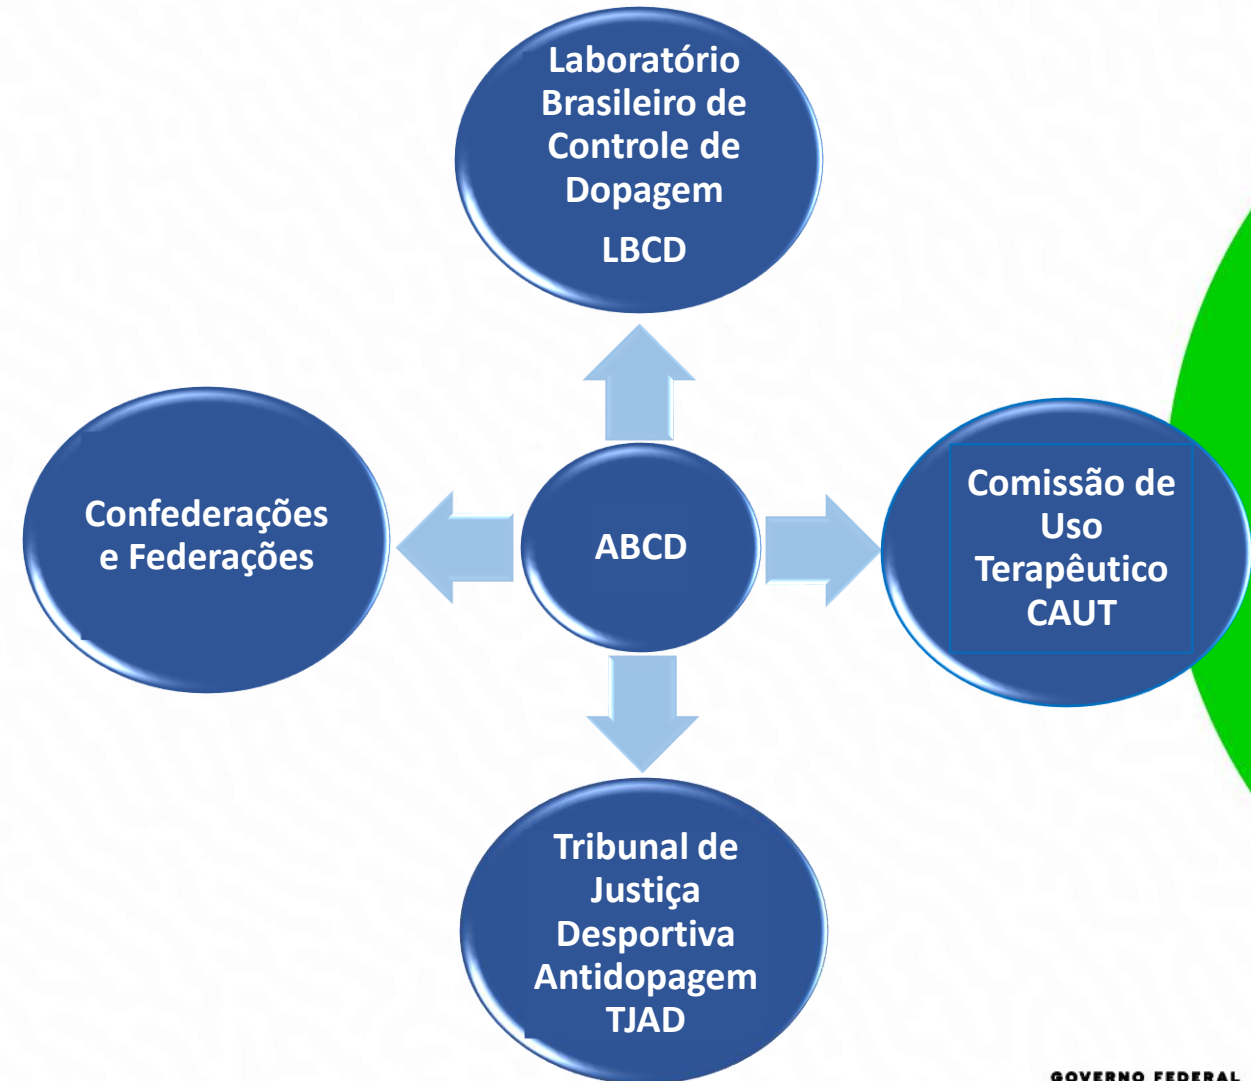 Laboratório
Brasileiro de
Controle de
Dopagem
LBCD
Confederações
e Federações
ABCD
Comissão de
Uso
Terapêutico
CAUT
Tribunal de
Justiça
Desportiva
Antidopagem
TJAD
GOVERNO FEDERAL